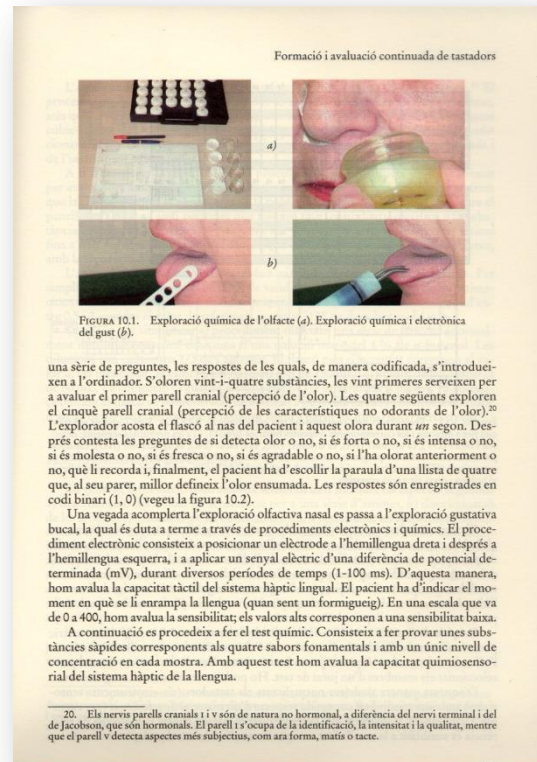 Formació i avaluació continuada de tastadors
a)
b)
FIGURA 10.1. Exploració química de l'olfacte (a). Exploració química i electrònica
del gust (b).
una sèrie de preguntes, les respostes de les quals, de manera codificada, s'introduei-
xen a l'ordinador. S'oloren vint-i-quatre substàncies, les vint primeres serveixen per
a avaluar el primer parell cranial (percepció de l'olor). Les quatre següents exploren
el cinquè parell cranial (percepció de les característiques no odorants de l'olor).20
L'explorador acosta el flascó al nas del pacient i aquest olora durant un segon. Des-
prés contesta les preguntes de si detecta olor o no, si és forta o no, si és intensa o no,
si és molesta o no, si és fresca o no, si és agradable o no, si l'ha olorat anteriorment o
no, què li recorda i, finalment, el pacient ha d'escollir la paraula d'una llista de quatre
que, al seu parer, millor defineix l'olor ensumada. Les respostes són enregistrades en
codi binari (1, 0) (vegeu la figura 10.2).
Una vegada acomplerta l'exploració olfactiva nasal es passa a l'exploració gustativa
bucal, la qual és duta a terme a través de procediments electrònics i químics. El proce-
diment electrònic consisteix a posicionar un elèctrode a l'hemillengua dreta i després a
l'hemillengua esquerra, i a aplicar un senyal elèctric d'una diferència de potencial de-
terminada (mV), durant diversos períodes de temps (1-100 ms). D'aquesta manera,
hom avalua la capacitat tàctil del sistema hàptic lingual. El pacient ha d'indicar el mo-
ment en què se li enrampa la llengua (quan sent un formigueig). En una escala que va
de 0 a 400, hom avalua la sensibilitat; els valors alts corresponen a una sensibilitat baixa.
A continuació es procedeix a fer el test químic. Consisteix a fer provar unes subs-
tàncies sàpides corresponents als quatre sabors fonamentals i amb un únic nivell de
concentració en cada mostra. Amb aquest test hom avalua la capacitat quimiosenso-
rial del sistema hàptic de la llengua.
20. Els nervis parells cranials I i V són de natura no hormonal, a diferència del nervi terminal i del
de Jacobson, que són hormonals. El parell I s'ocupa de la identificació, la intensitat i la qualitat, mentre
que el parell V detecta aspectes més subjectius, com ara forma, matís o tacte.